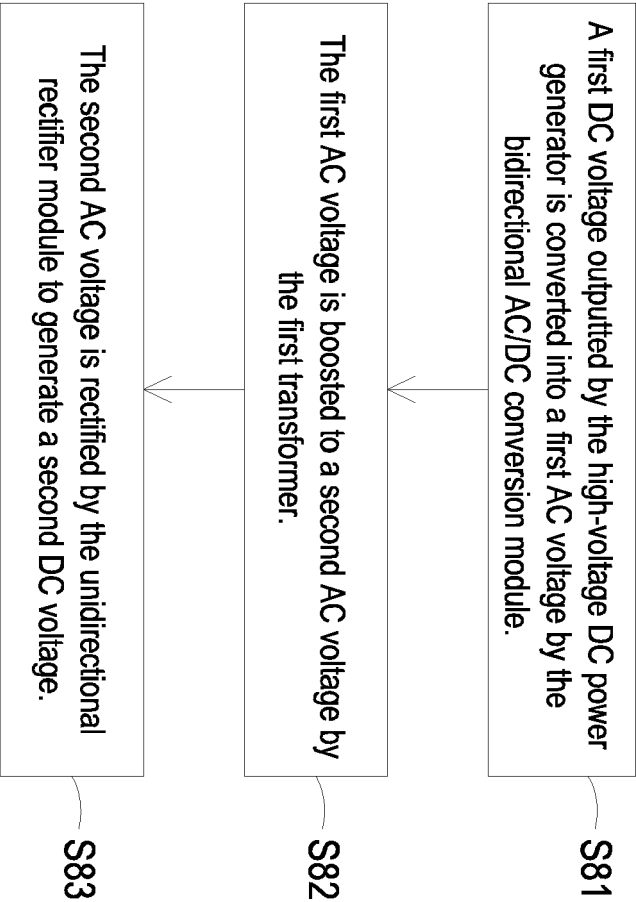 A first DC voltage outputted by the high-voltage DC power
generator is converted into a first AC voltage by the
bidirectional AC/DC conversion module.
S81
The first AC voltage is boosted to a second AC voltage by
the first transformer.
S82
The second AC voltage is rectified by the unidirectional
rectifier module to generate a second DC voltage.
S83